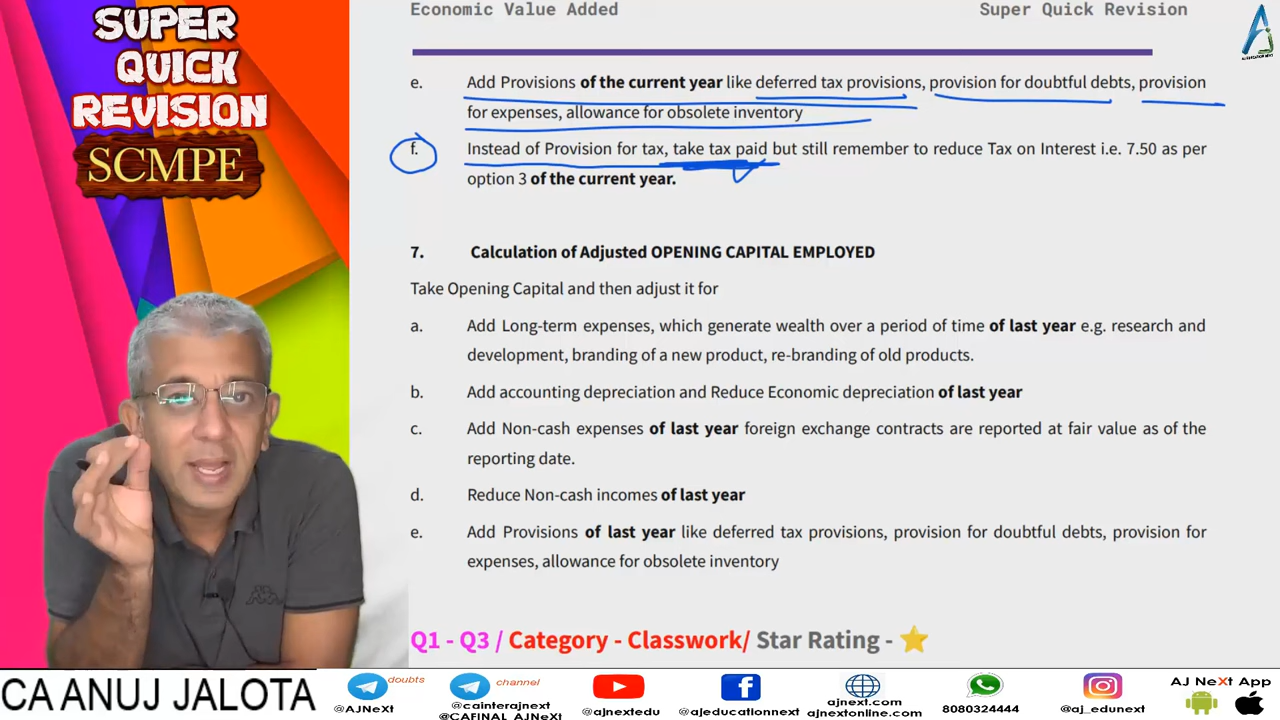 SUPER
QUICK
REVISION
SCMPE
Economic Value Added
Super Quick Revision
e. Add Provisions of the current year like deferred tax provisions, provision for doubtful debts, provision
for expenses, allowance for obsolete inventory
f. Instead of Provision for tax, take tax paid but still remember to reduce Tax on Interest i.e. 7.50 as per
option 3 of the current year.
7. Calculation of Adjusted OPENING CAPITAL EMPLOYED
Take Opening Capital and then adjust it for
a. Add Long-term expenses, which generate wealth over a period of time of last year e.g. research and
development, branding of a new product, re-branding of old products.
b. Add accounting depreciation and Reduce Economic depreciation of last year
c. Add Non-cash expenses of last year foreign exchange contracts are reported at fair value as of the
reporting date.
d. Reduce Non-cash incomes of last year
e. Add Provisions of last year like deferred tax provisions, provision for doubtful debts, provision for
expenses, allowance for obsolete inventory
Q1 - Q3 / Category - Classwork/ Star Rating -
CA ANUJ JALOTA
doubts
@AJNeXt
channel
@cainterajnext
@CAFINAL_AJNeXt
@ajnextedu
@ajeducationnext
ajnext.com
ajnextonline.com
8080324444
@aj_edunext
AJ NeXt App